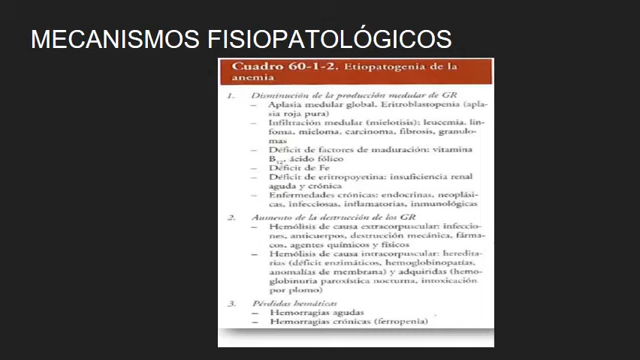 MECANISMOS FISIOPATOLÓGICOS
Cuadro 60-1-2. Etiopatogenia de la
anemia
1. Disminución de la producción medular de GR
– Aplasia medular global. Eritroblastopenia (apla-
sia roja pura)
– Infiltración medular (mielotisis): leucemia, lin-
foma, mieloma, carcinoma, fibrosis, granulo-
mas
– Déficit de factores de maduración: vitamina
B12, ácido fólico
– Déficit de Fe
– Déficit de eritropoyetina: insuficiencia renal
aguda y crónica
– Enfermedades crónicas: endocrinas, neoplási-
cas, infecciosas, inflamatorias, inmunológicas
2. Aumento de la destrucción de los GR
– Hemólisis de causa extracorpuscular: infeccio-
nes, anticuerpos, destrucción mecánica, fárma-
cos, agentes químicos y físicos
– Hemólisis de causa intracorpuscular: heredita-
rias (déficit enzimáticos, hemoglobinopatías,
anomalías de membrana) y adquiridas (hemo-
globinuria paroxística nocturna, intoxicación
por plomo)
3. Pérdidas hemáticas
– Hemorragias agudas
– Hemorragias crónicas (ferropenia)